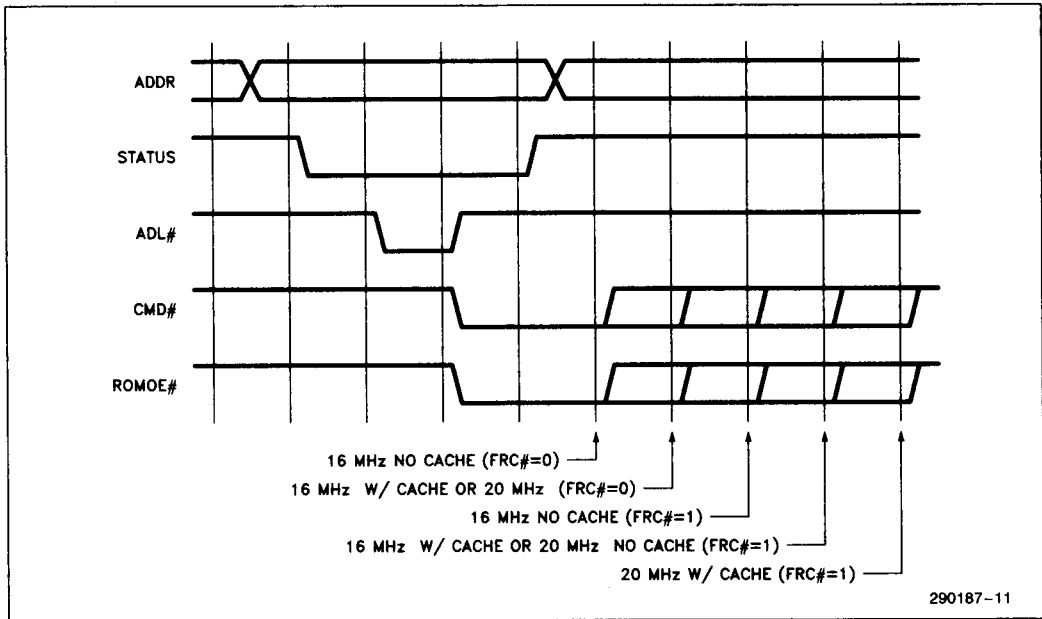 ADDR
STATUS
ADL#
CMD#
ROMOE#
16 MHz NO CACHE (FRC#=0)
16 MHz W/ CACHE OR 20 MHz (FRC#=0)
16 MHz NO CACHE (FRC#=1)
16 MHz W/ CACHE OR 20 MHz NO CACHE (FRC#=1)
20 MHz W/ CACHE (FRC#=1)
290187-11